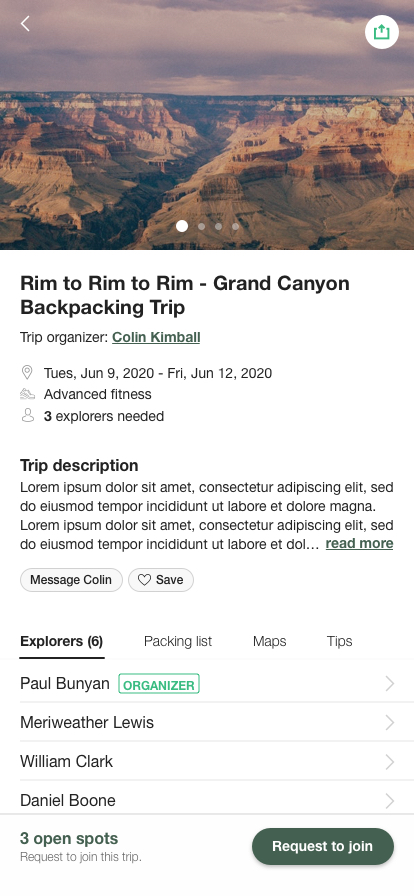 Rim to Rim to Rim - Grand Canyon
Backpacking Trip
Trip organizer: Colin Kimball
Tues, Jun 9, 2020 - Fri, Jun 12, 2020
Advanced fitness
3 explorers needed
Trip description
Lorem ipsum dolor sit amet, consectetur adipiscing elit, sed
do eiusmod tempor incididunt ut labore et dolore magna.
Lorem ipsum dolor sit amet, consectetur adipiscing elit, sed
do eiusmod tempor incididunt ut labore et dol... read more
Message Colin Save
Explorers (6) Packing list Maps Tips
Paul Bunyan ORGANIZER
Meriweather Lewis
William Clark
Daniel Boone
3 open spots
Request to join this trip.
Request to join